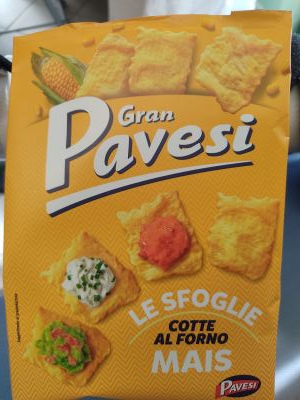 Gran
Pavesi
LE SFOGLIE
COTTE
AL FORNO
MAIS
PAVESI